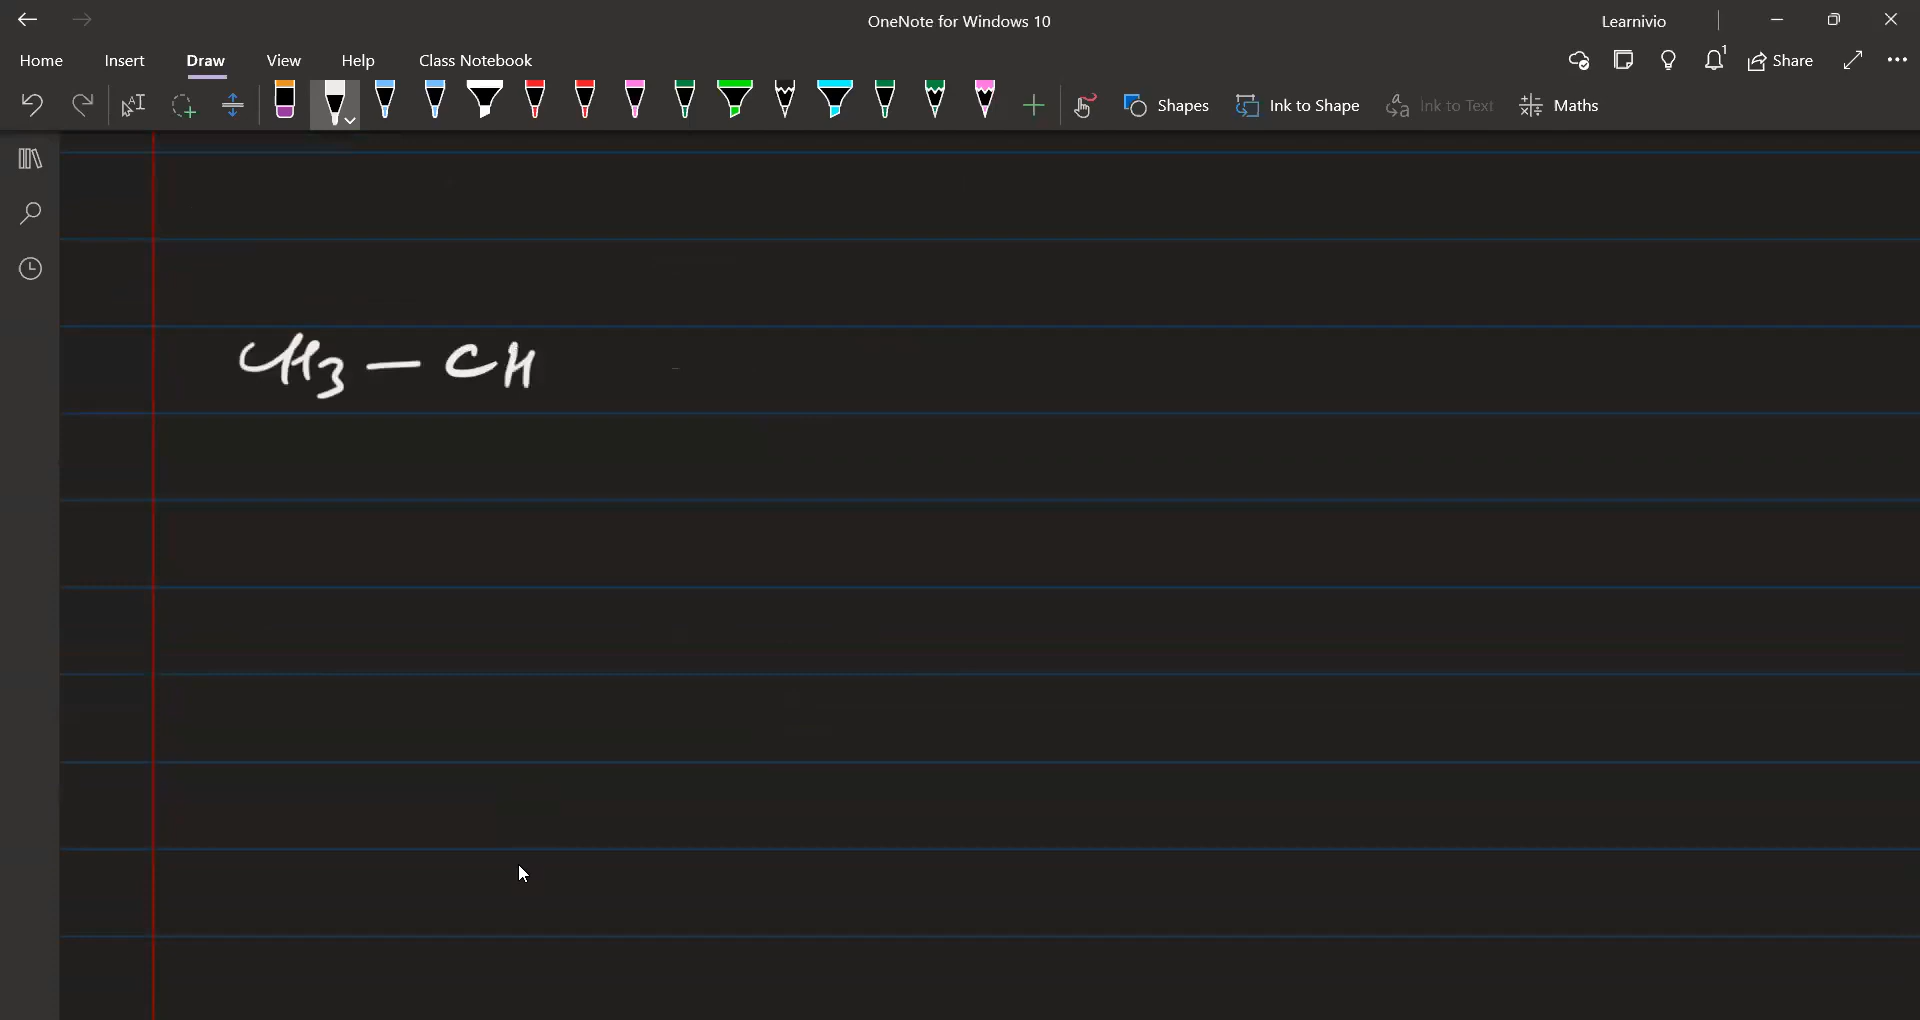 OneNote for Windows 10
Learnivio
Home Insert Draw View Help Class Notebook
1
Share
Shapes Ink to Shape Ink to Text Maths
CH3 – CH